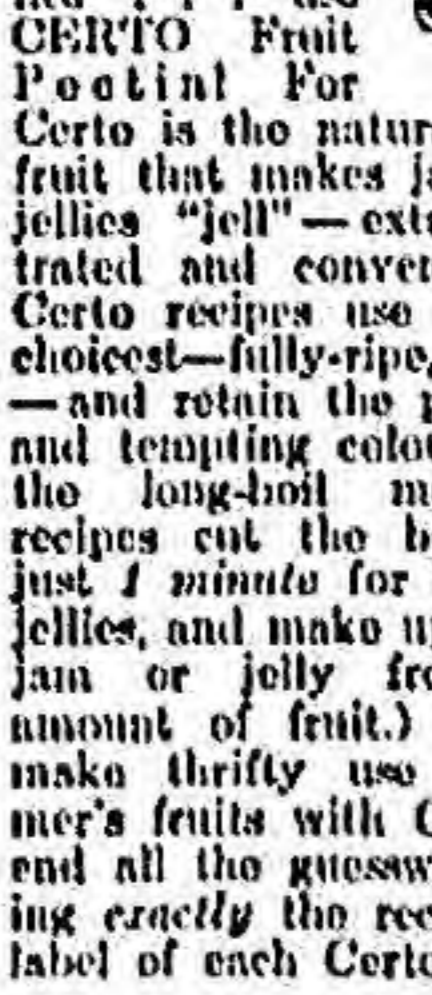 CERTO Fruit
Pectin! For
Certo is the natur
fruit that makes j
jellies "jell" — ext
trated and conve
Certo recipes use
choicest—fully-ripe,
— and retain the
and tempting colo
the long-boil m
recipes cut the b
just 1 minute for
jellies, and make u
jam or jelly fr
amount of fruit.)
make thrifty use
mer's fruits with C
end all the guessw
ing exactly the rec
label of each Certo